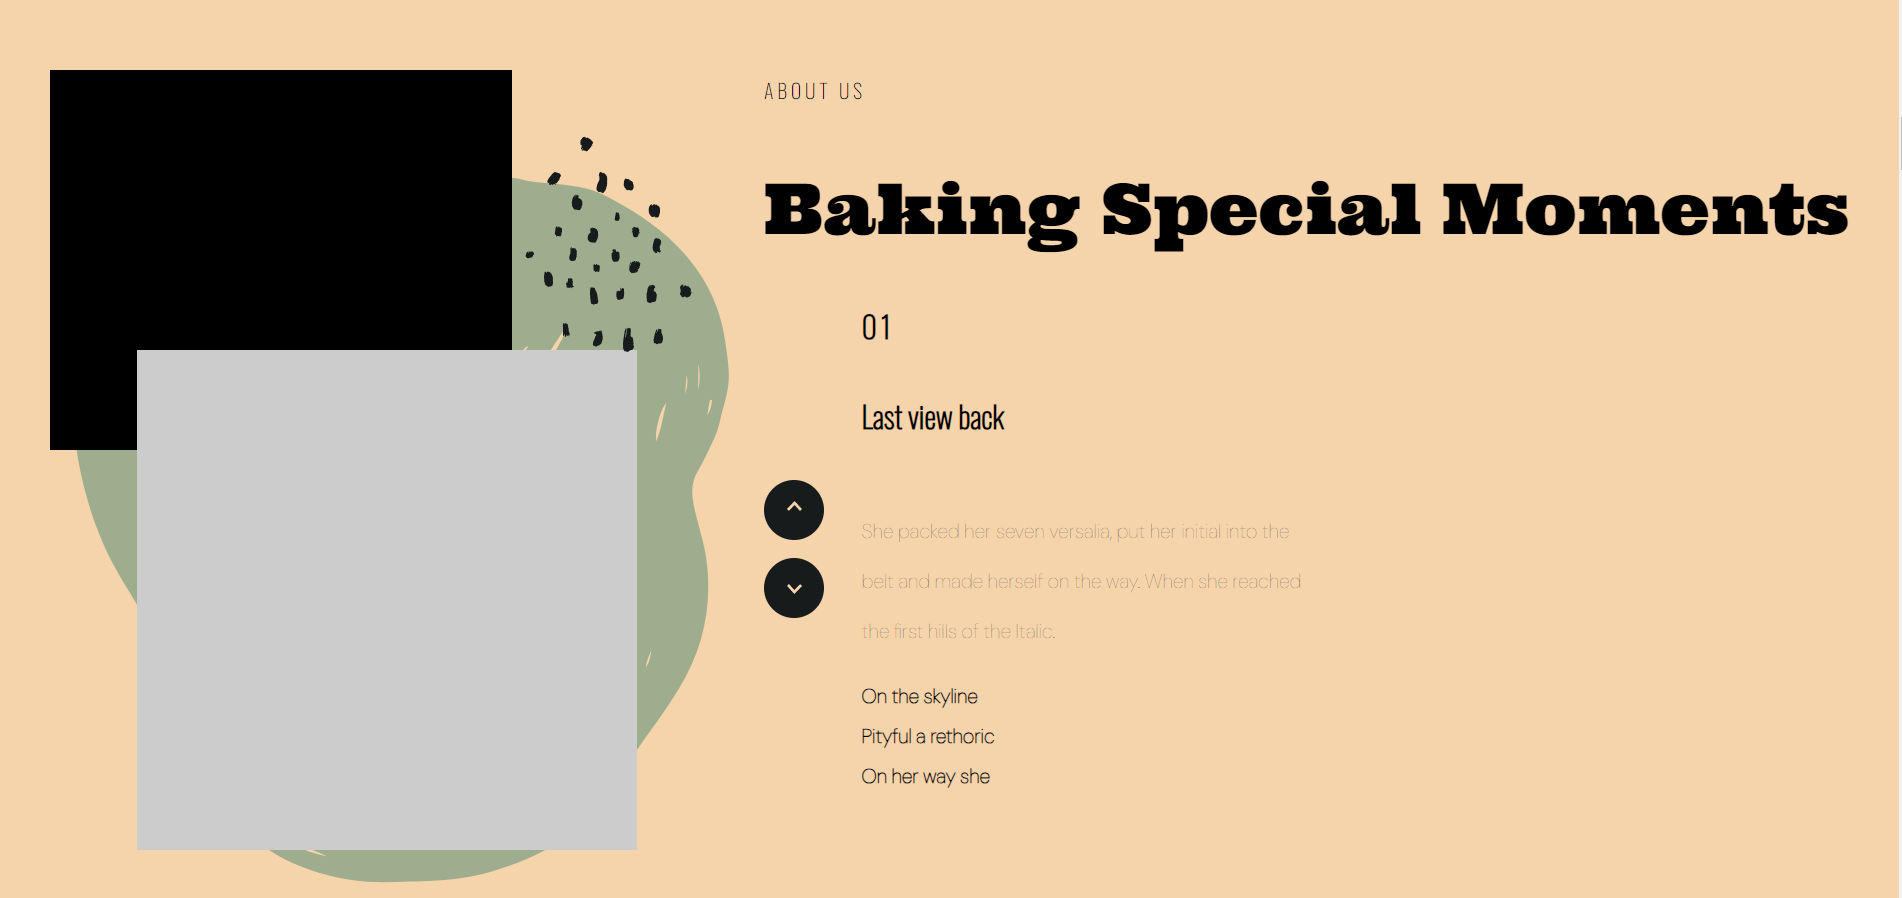 ABOUT US
Baking Special Moments
01
Last view back
She packed her seven versalia, put her initial into the
belt and made herself on the way. When she reached
the first hills of the Italic.
On the skyline
Pityful a rethoric
On her way she